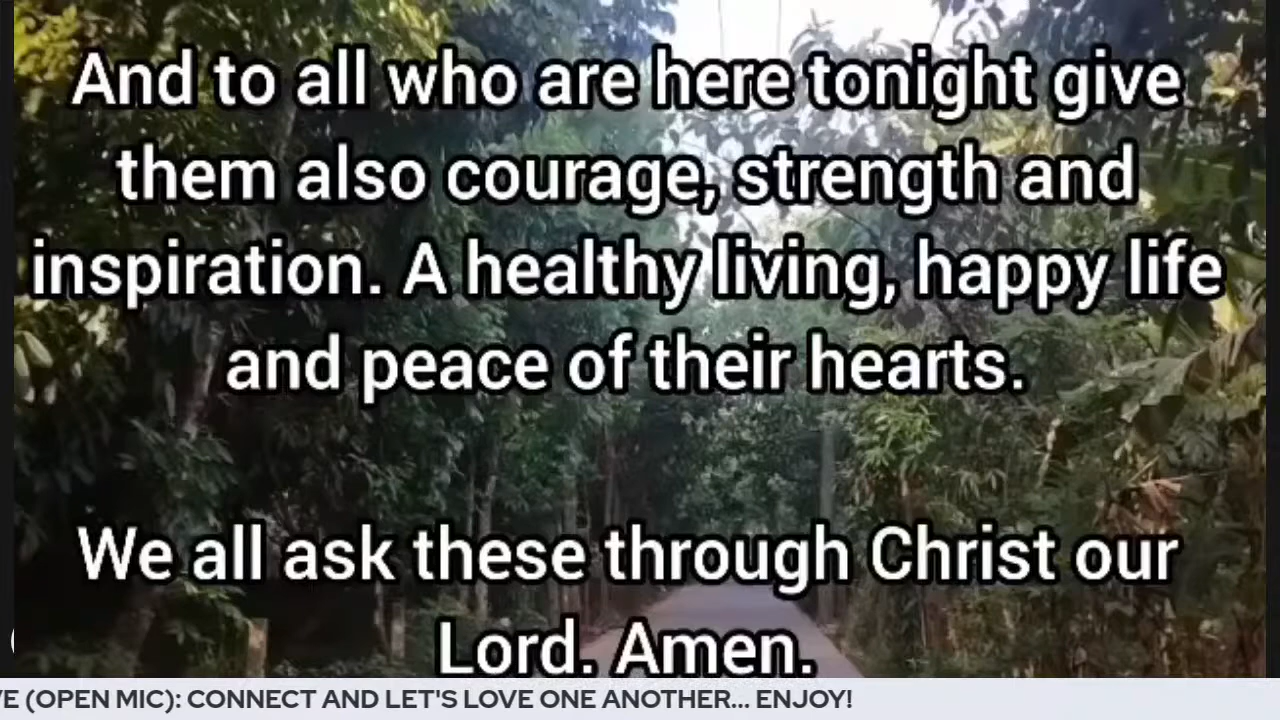 And to all who are here tonight give
them also courage, strength and
inspiration. A healthy living, happy life
and peace of their hearts.
We all ask these through Christ our
Lord. Amen.
(OPEN MIC): CONNECT AND LET'S LOVE ONE ANOTHER... ENJOY!